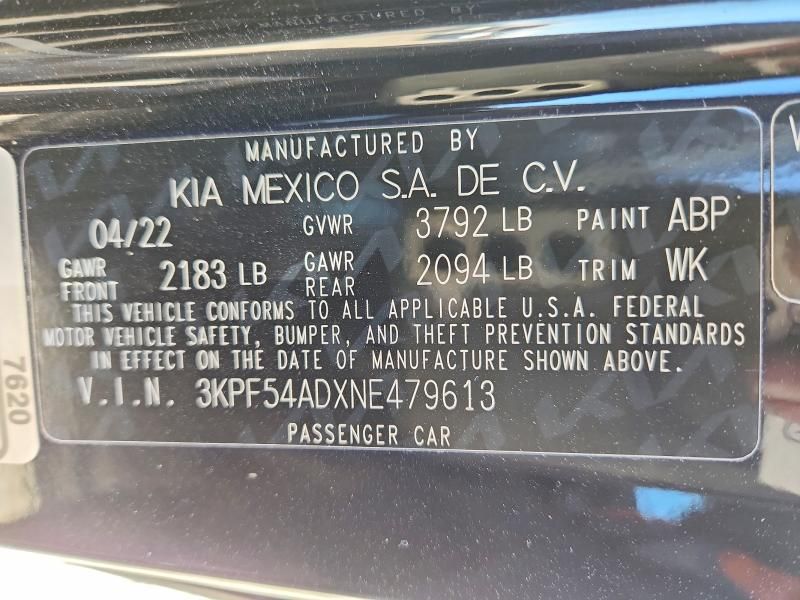 MANUFACTURED BY
KIA MEXICO S.A. DE C.V.
04/22 GVWR 3792 LB PAINT ABP
GAWR FRONT 2183 LB GAWR REAR 2094 LB TRIM WK
THIS VEHICLE CONFORMS TO ALL APPLICABLE U.S.A. FEDERAL
MOTOR VEHICLE SAFETY, BUMPER, AND THEFT PREVENTION STANDARDS
IN EFFECT ON THE DATE OF MANUFACTURE SHOWN ABOVE.
V.I.N. 3KPF54ADXNE479613
PASSENGER CAR
7620